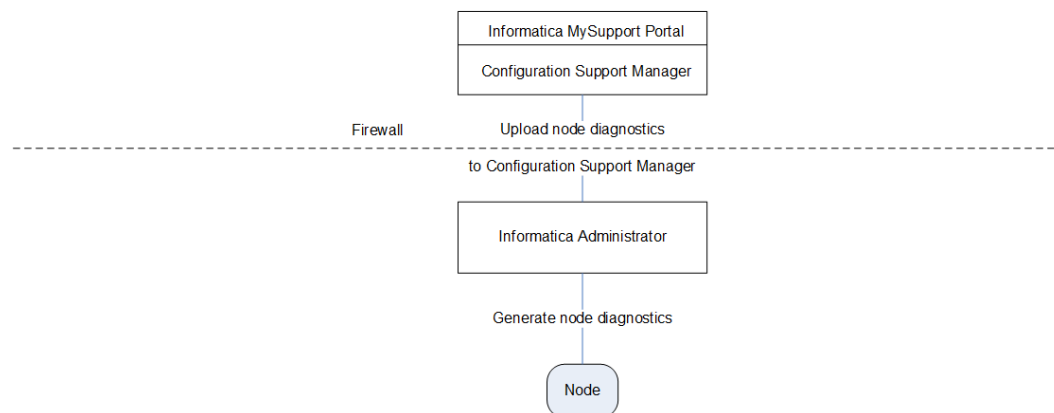 Informatica MySupport Portal
Configuration Support Manager
Firewall
Upload node diagnostics
to Configuration Support Manager
Informatica Administrator
Generate node diagnostics
Node